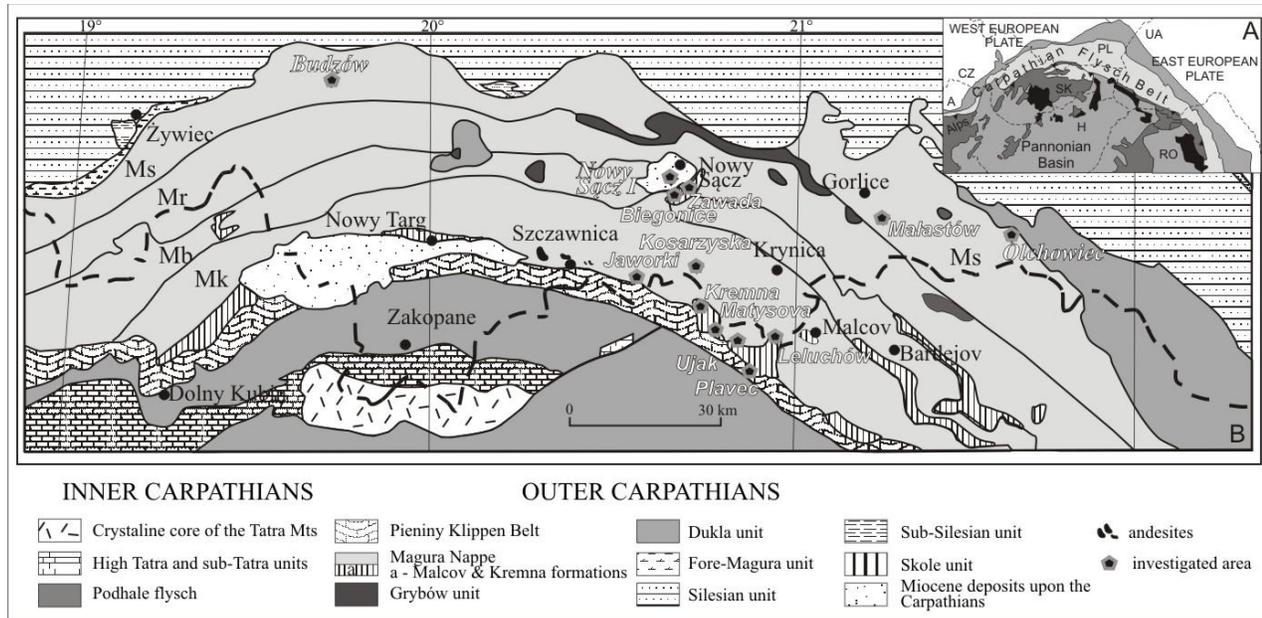 19°
20°
21°
A
WEST EUROPEAN
PLATE
UA
PL
EAST EUROPEAN
PLATE
Carpathian Flysch Belt
CZ
SK
A
Alps
H
Pannonian
Basin
RO
Budzów
Żywiec
Ms
Mr
Nowy
Sącz I
Nowy
Sącz
Zawada
Biegonice
Gorlice
Małastów
Olchowiec
Nowy Targ
Szczawnica
Kosarzyska
Jaworki
Krynica
Ms
Mb
Mk
Kremna
Matysova
Zakopane
Malcov
Leluchów
Bardejov
Ujak
Plavec
Dolny Kubin
0
30 km
B
INNER CARPATHIANS
OUTER CARPATHIANS
Crystaline core of the Tatra Mts
High Tatra and sub-Tatra units
Podhale flysch
Pieniny Klippen Belt
Magura Nappe
a
a - Malcov & Kremna formations
Grybów unit
Dukla unit
Fore-Magura unit
Silesian unit
Sub-Silesian unit
Skole unit
Miocene deposits upon the
Carpathians
andesites
investigated area